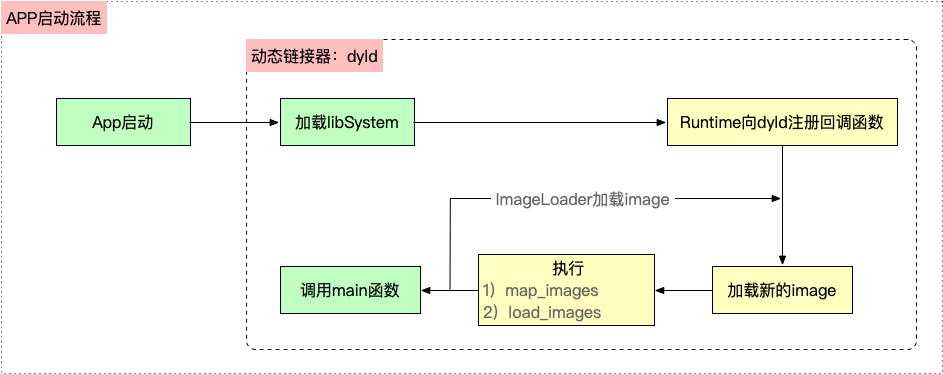 APP启动流程
动态链接器：dyld
App启动
加载libSystem
Runtime向dyld注册回调函数
ImageLoader加载image
调用main函数
执行
1）map_images
2）load_images
加载新的image